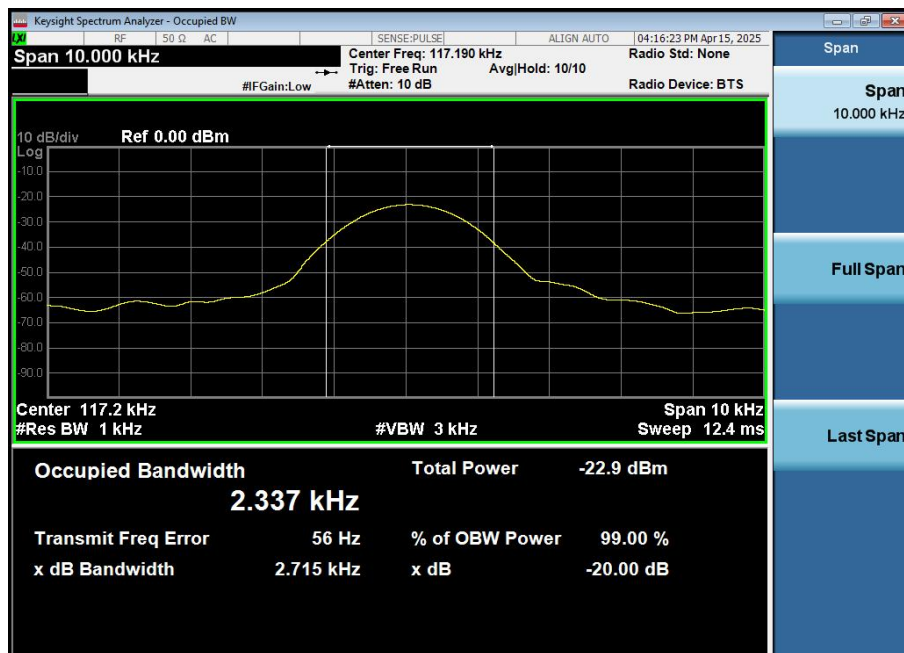 Keysight Spectrum Analyzer - Occupied BW
LXI RF 50 Ω AC SENSE:PULSE ALIGN AUTO 04:16:23 PM Apr 15, 2025
Span 10.000 kHz
Center Freq: 117.190 kHz
Radio Std: None
Trig: Free Run Avg|Hold: 10/10
#IFGain:Low
#Atten: 10 dB
Radio Device: BTS
10 dB/div Ref 0.00 dBm
Log
-10.0
-20.0
-30.0
-40.0
-50.0
-60.0
-70.0
-80.0
-90.0
Center 117.2 kHz
Span 10 kHz
#Res BW 1 kHz
#VBW 3 kHz
Sweep 12.4 ms
Occupied Bandwidth
Total Power -22.9 dBm
2.337 kHz
Transmit Freq Error 56 Hz
% of OBW Power 99.00 %
x dB Bandwidth 2.715 kHz
x dB -20.00 dB
Span
Span
10.000 kHz
Full Span
Last Span